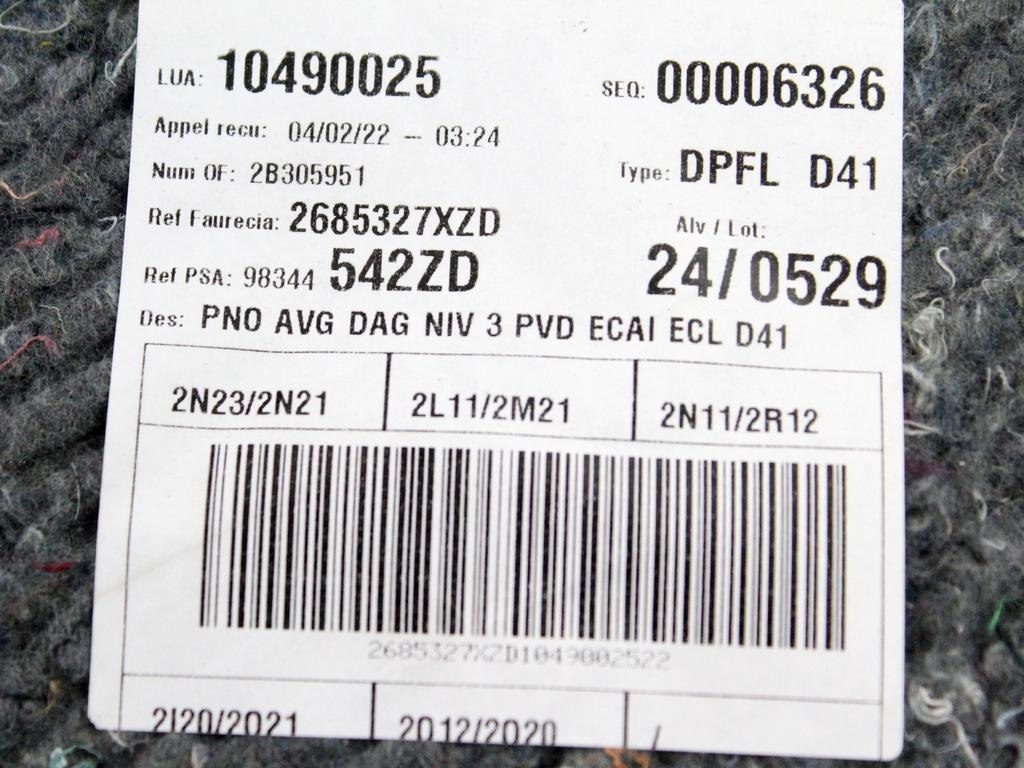 LUA: 10490025 SEQ: 00006326
Appel recu: 04/02/22 – 03:24
Num OF: 2B305951 Type: DPFL D41
Ref Faurecia: 2685327XZD Alv / Lot:
Ref PSA: 98344 542ZD 24/0529
Des: PNO AVG DAG NIV 3 PVD ECAI ECL D41
2N23/2N21 2L11/2M21 2N11/2R12
2685327XZD1049002522
2I20/2021 2012/2020 /